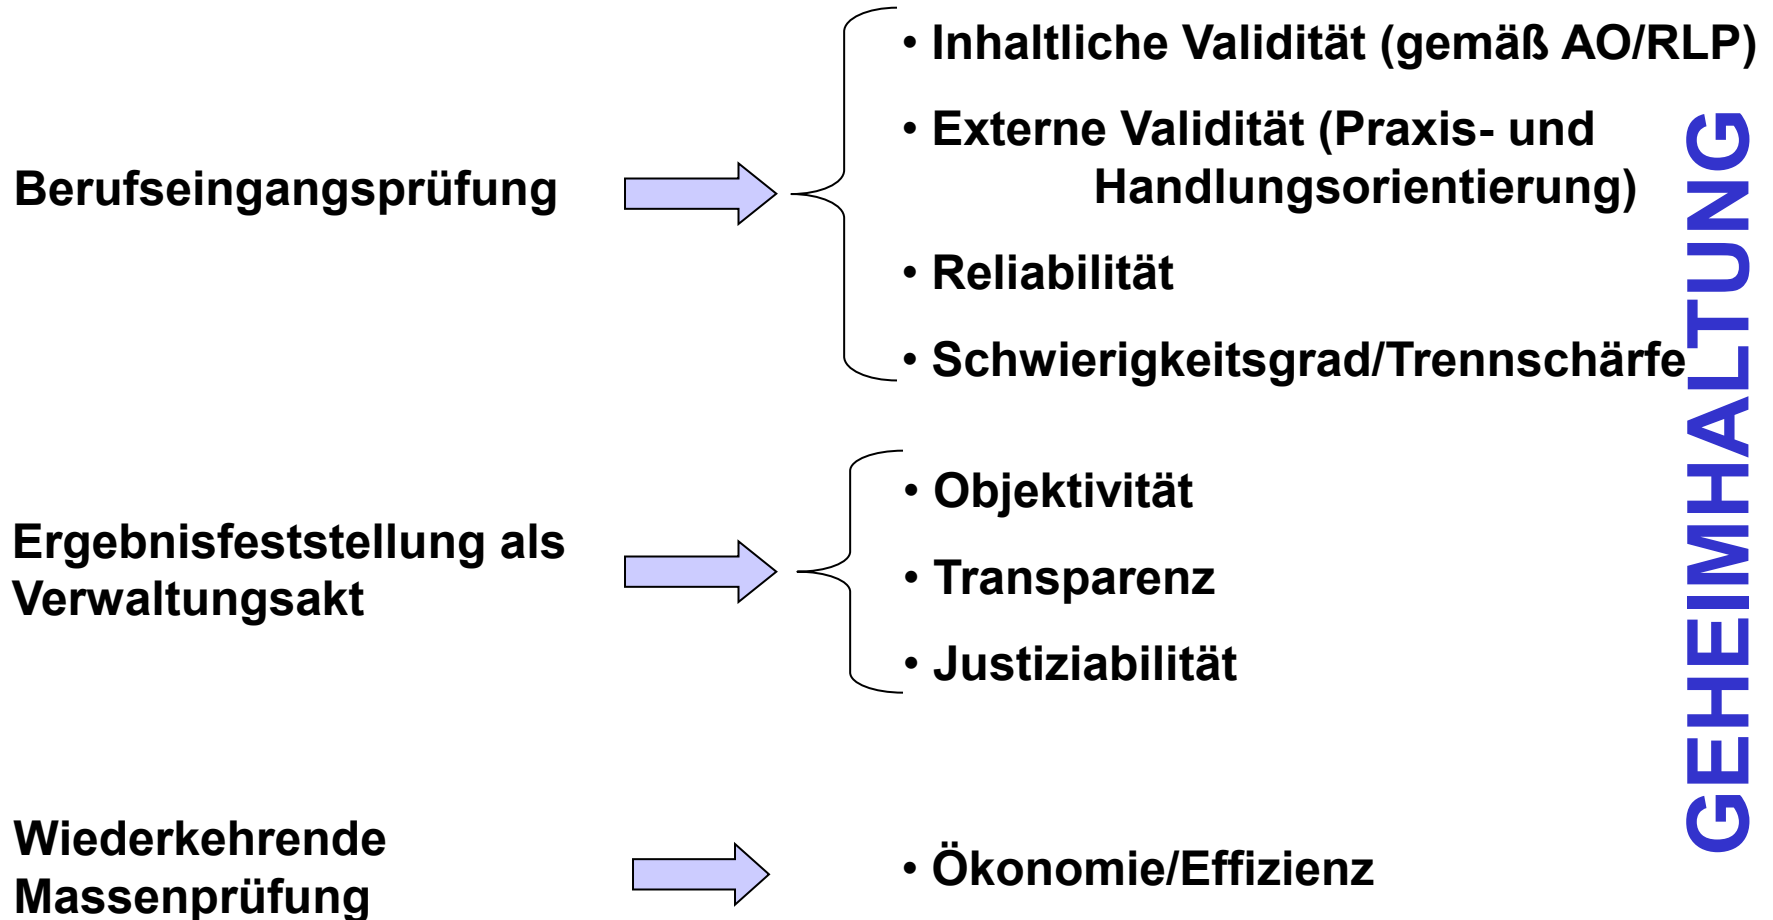 Berufseingangsprüfung
• Inhaltliche Validität (gemäß AO/RLP)
• Externe Validität (Praxis- und
Handlungsorientierung)
• Reliabilität
• Schwierigkeitsgrad/Trennschärfe
Ergebnisfeststellung als
Verwaltungsakt
• Objektivität
• Transparenz
• Justiziabilität
Wiederkehrende
Massenprüfung
• Ökonomie/Effizienz
GEHEIMHALTUNG